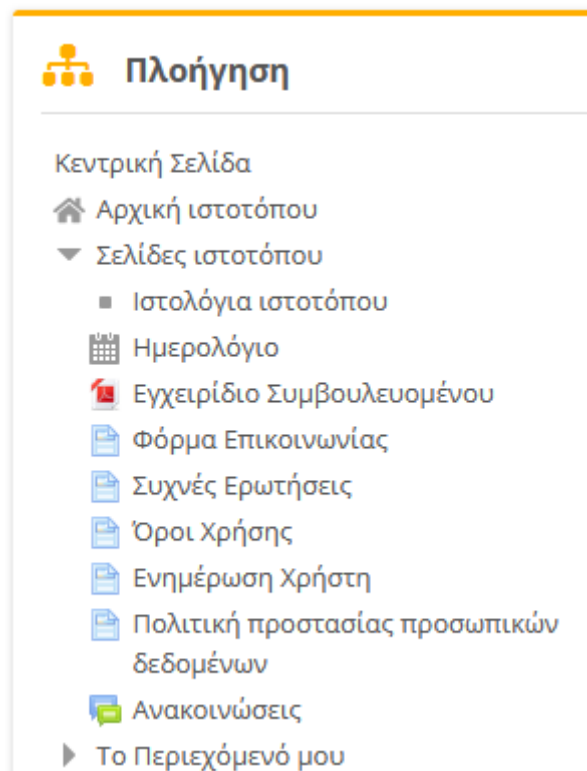 Πλοήγηση
Κεντρική Σελίδα
Αρχική ιστοτόπου
Σελίδες ιστοτόπου
Ιστολόγια ιστοτόπου
Ημερολόγιο
Εγχειρίδιο Συμβουλευομένου
Φόρμα Επικοινωνίας
Συχνές Ερωτήσεις
Όροι Χρήσης
Ενημέρωση Χρήστη
Πολιτική προστασίας προσωπικών
δεδομένων
Ανακοινώσεις
Το Περιεχόμενό μου